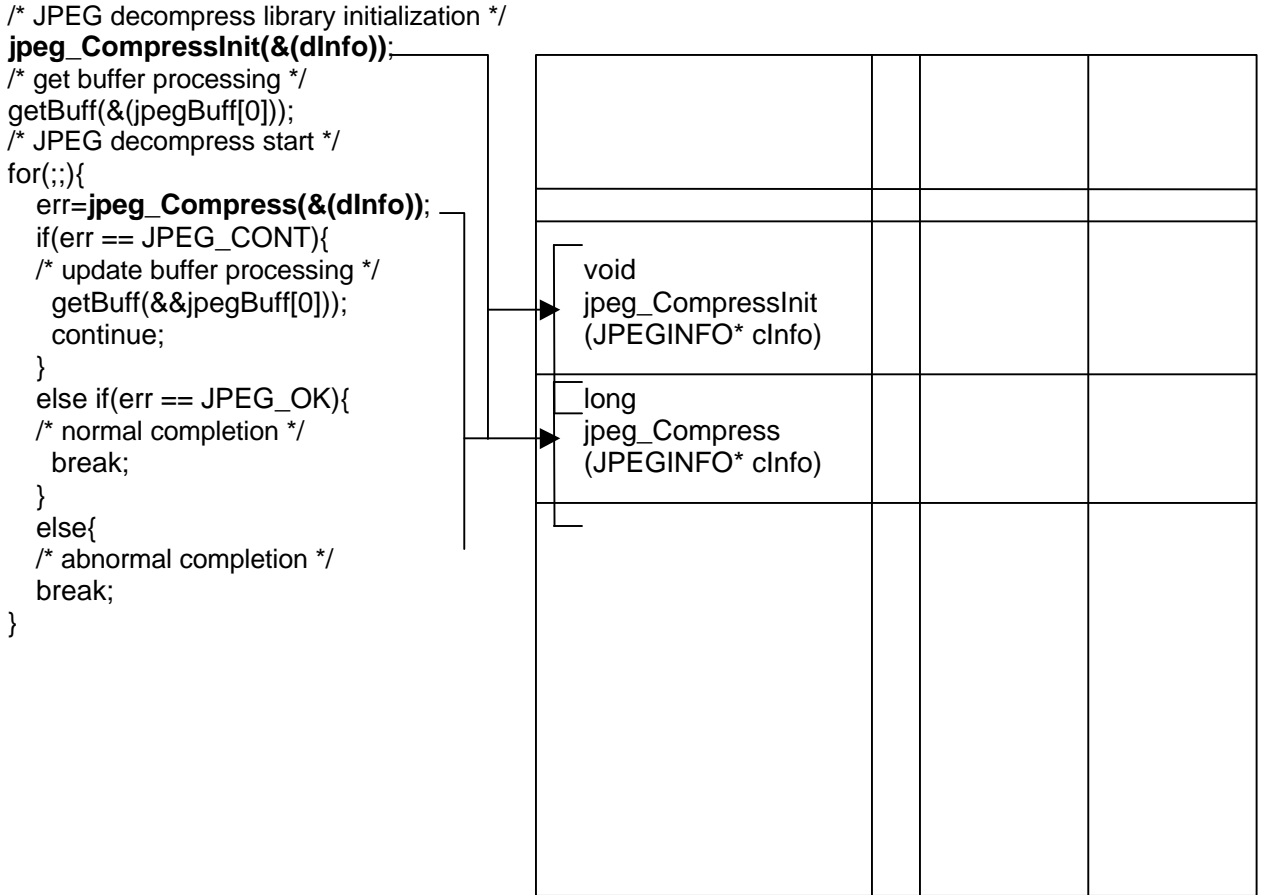 /* JPEG decompress library initialization */
jpeg_CompressInit(&(dInfo));
/* get buffer processing */
getBuff(&(jpegBuff[0]));
/* JPEG decompress start */
for(;;){
err=jpeg_Compress(&(dInfo));
if(err == JPEG_CONT){
/* update buffer processing */
getBuff(&&jpegBuff[0]));
continue;
}
else if(err == JPEG_OK){
/* normal completion */
break;
}
else{
/* abnormal completion */
break;
}
void
jpeg_CompressInit
(JPEGINFO* cInfo)
long
jpeg_Compress
(JPEGINFO* cInfo)